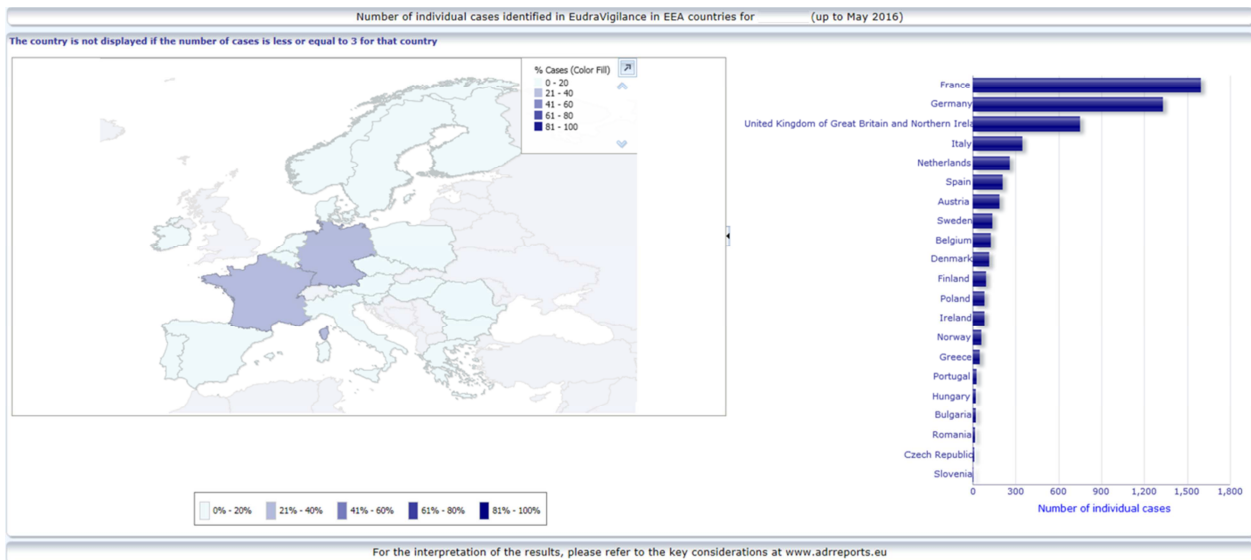 Number of individual cases identified in EudraVigilance in EEA countries for (up to May 2016)
The country is not displayed if the number of cases is less or equal to 3 for that country
% Cases (Color Fill)
0 - 20
21 - 40
41 - 60
61 - 80
81 - 100
France
Germany
United Kingdom of Great Britain and Northern Irela
Italy
Netherlands
Spain
Austria
Sweden
Belgium
Denmark
Finland
Poland
Ireland
Norway
Greece
Portugal
Hungary
Bulgaria
Romania
Czech Republic
Slovenia
0 300 600 900 1,200 1,500 1,800
Number of individual cases
0% - 20% 21% - 40% 41% - 60% 61% - 80% 81% - 100%
For the interpretation of the results, please refer to the key considerations at www.adrreports.eu